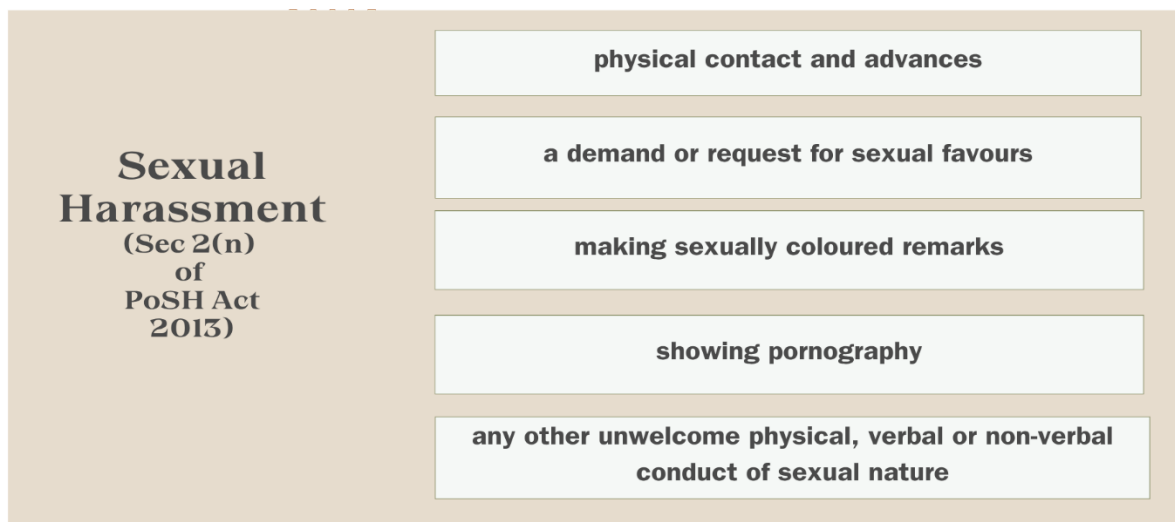 Sexual
Harassment
(Sec 2(n)
of
PoSH Act
2013)
physical contact and advances
a demand or request for sexual favours
making sexually coloured remarks
showing pornography
any other unwelcome physical, verbal or non-verbal
conduct of sexual nature